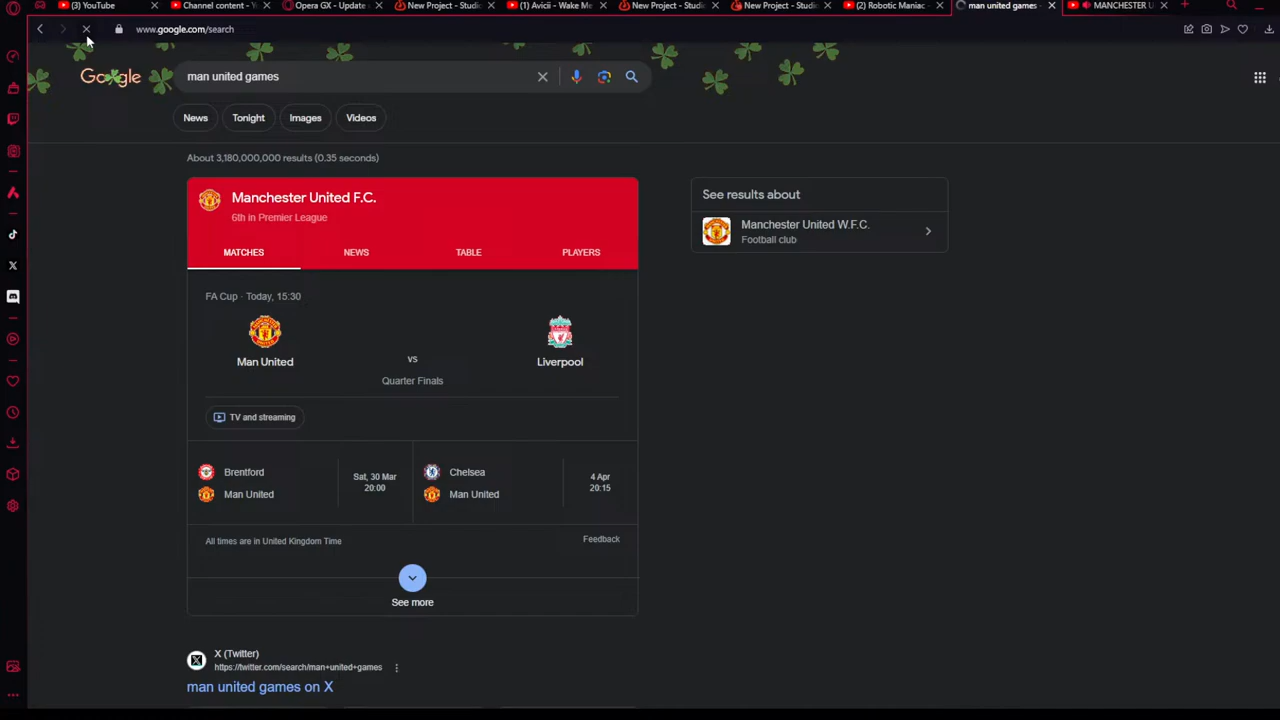 (3) YouTube
Channel content - Y
Opera GX - Update
New Project - Studi
(1) Avicii - Wake Me
New Project - Studi
New Project - Studi
(2) Robotic Maniac
man united games
MANCHESTER U
www.google.com/search
Google
man united games
News
Tonight
Images
Videos
About 3,180,000,000 results (0.35 seconds)
Manchester United F.C.
6th in Premier League
MATCHES
NEWS
TABLE
PLAYERS
See results about
Manchester United W.F.C.
Football club
FA Cup · Today, 15:30
Man United
vs
Liverpool
Quarter Finals
TV and streaming
Brentford
Man United
Sat, 30 Mar
20:00
Chelsea
Man United
4 Apr
20:15
All times are in United Kingdom Time
Feedback
See more
X (Twitter)
https://twitter.com/search/man+united+games
man united games on X